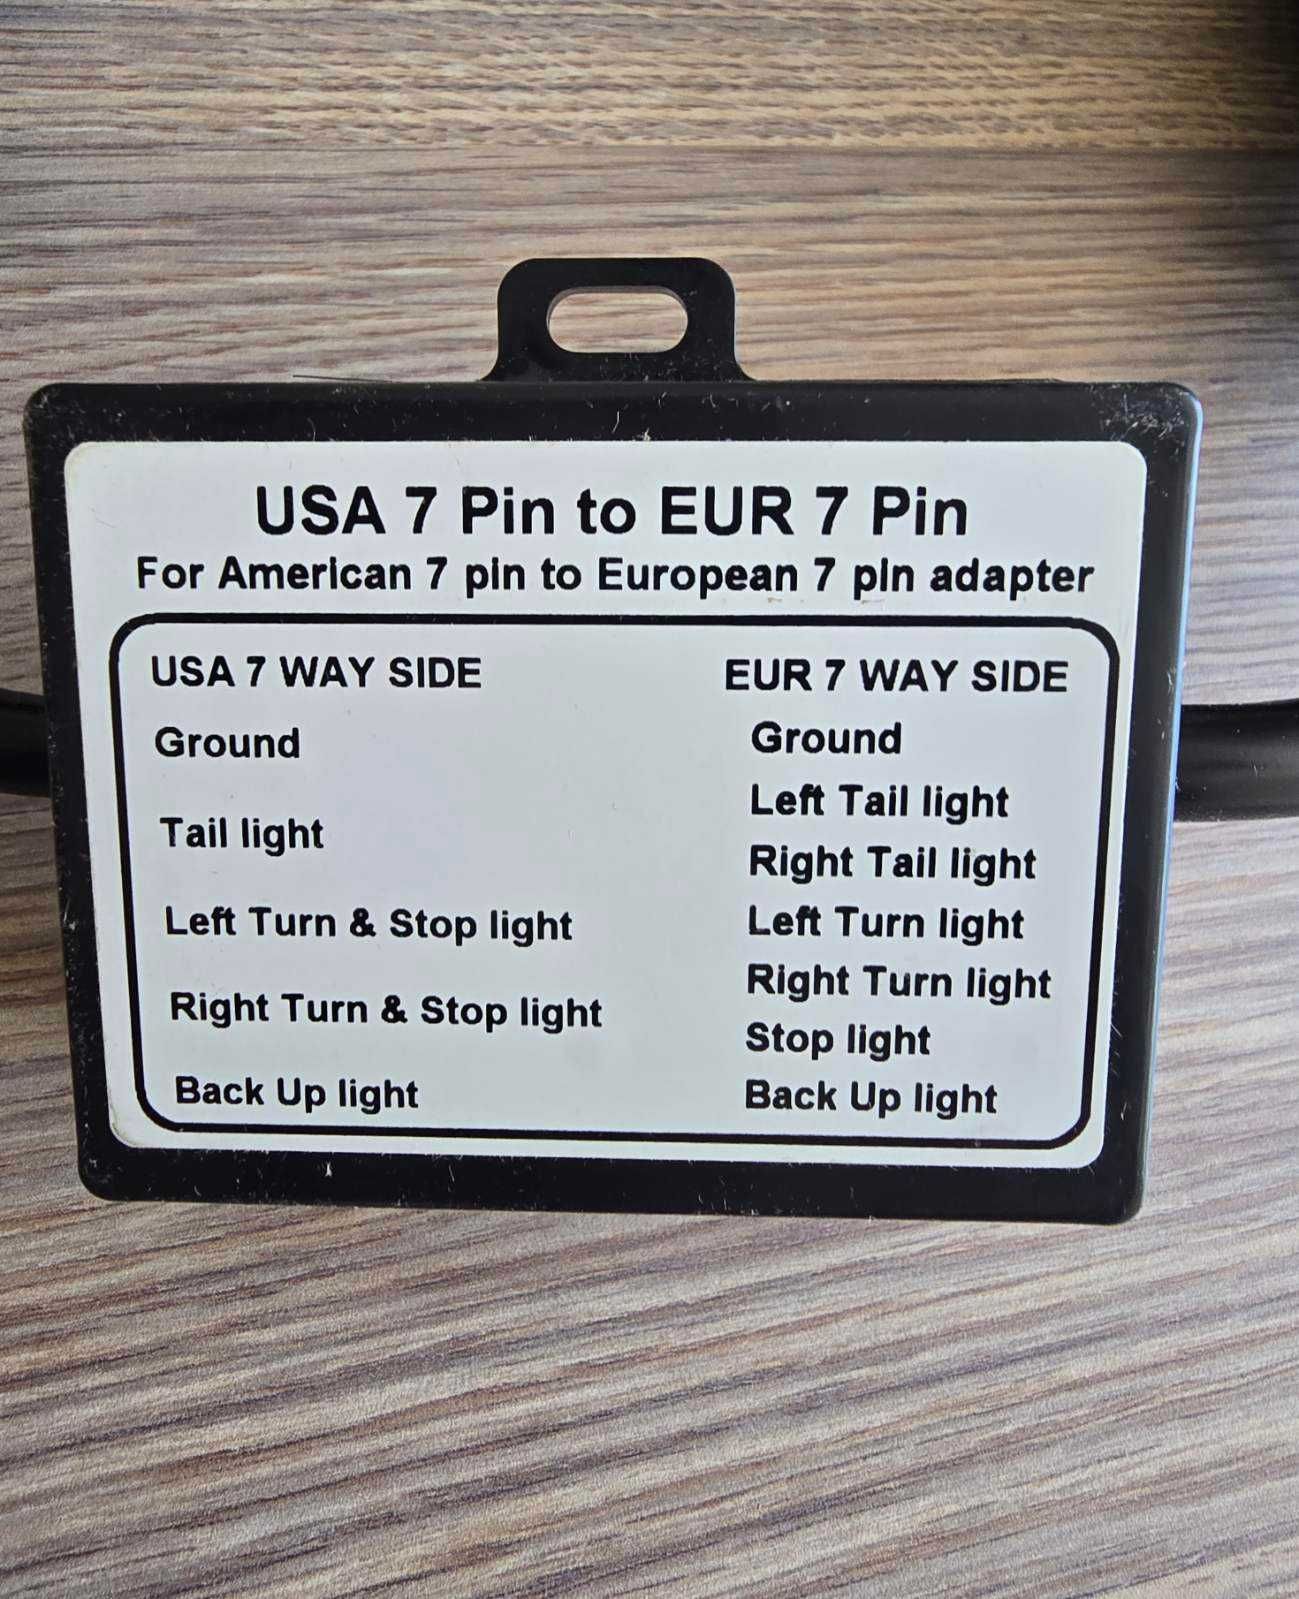 USA 7 Pin to EUR 7 Pin
For American 7 pin to European 7 pin adapter
USA 7 WAY SIDE
Ground
Tail light
Left Turn & Stop light
Right Turn & Stop light
Back Up light
EUR 7 WAY SIDE
Ground
Left Tail light
Right Tail light
Left Turn light
Right Turn light
Stop light
Back Up light